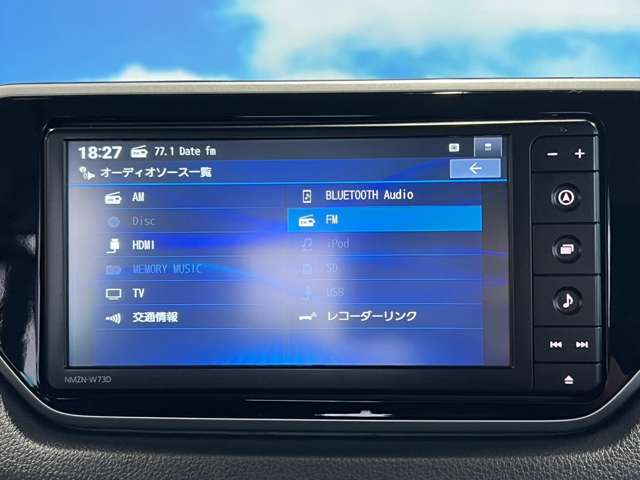 18:27 77.1 Date fm
オーディオソース一覧
AM
BLUETOOTH Audio
Disc
FM
HDMI
iPod
MEMORY MUSIC
SD
TV
USB
交通情報
レコーダーリンク
NMZN-W73D